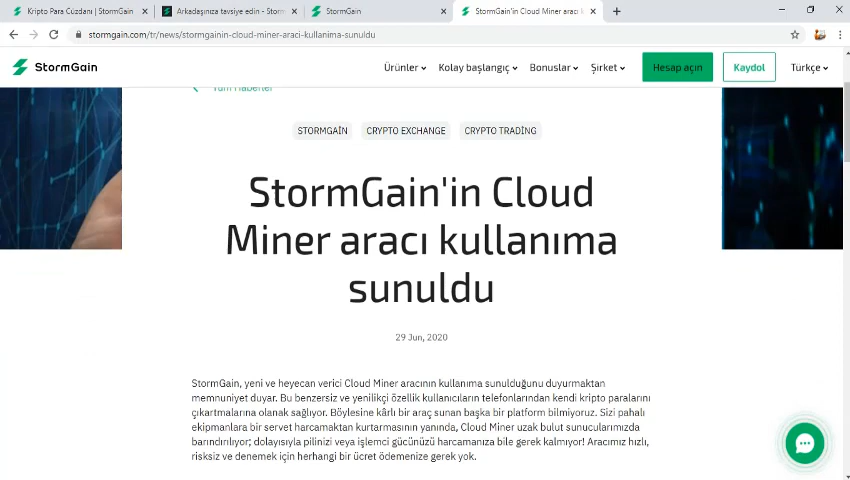 Kripto Para Cüzdanı | StormGain
Arkadaşınıza tavsiye edin - Storm
StormGain
StormGain'in Cloud Miner aracı k
stormgain.com/tr/news/stormgainin-cloud-miner-araci-kullanima-sunuldu
StormGain
Ürünler
Kolay başlangıç
Bonuslar
Şirket
Hesap açın
Kaydol
Türkçe
Tüm Haberler
STORMGAİN
CRYPTO EXCHANGE
CRYPTO TRADİNG
StormGain'in Cloud
Miner aracı kullanıma
sunuldu
29 Jun, 2020
StormGain, yeni ve heyecan verici Cloud Miner aracının kullanıma sunulduğunu duyurmaktan
memnuniyet duyar. Bu benzersiz ve yenilikçi özellik kullanıcıların telefonlarından kendi kripto paralarını
çıkartmalarına olanak sağlıyor. Böylesine kârlı bir araç sunan başka bir platform bilmiyoruz. Sizi pahalı
ekipmanlara bir servet harcamaktan kurtarmasının yanında, Cloud Miner uzak bulut sunucularımızda
barındırılıyor; dolayısıyla pilinizi veya işlemci gücünüzü harcamanıza bile gerek kalmıyor! Aracımız hızlı,
risksiz ve denemek için herhangi bir ücret ödemenize gerek yok.